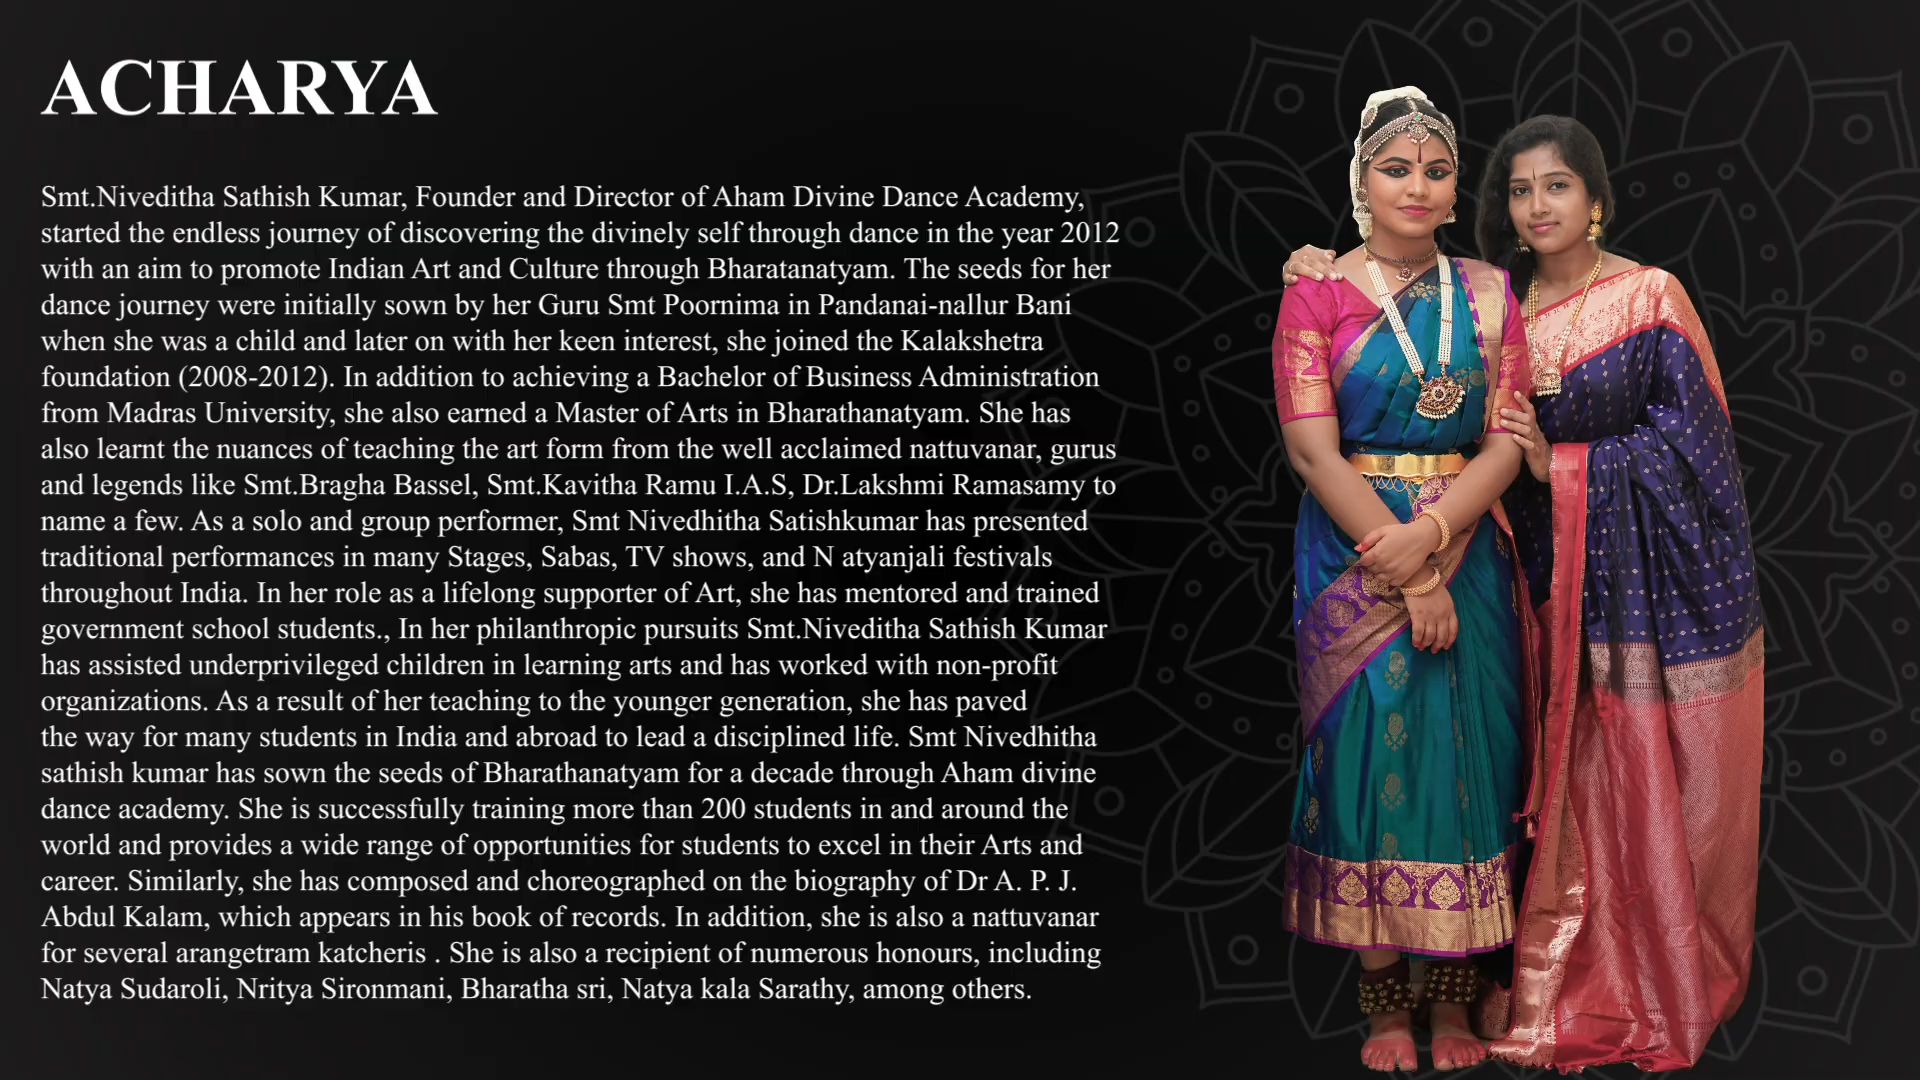 ACHARYA
Smt.Niveditha Sathish Kumar, Founder and Director of Aham Divine Dance Academy,
started the endless journey of discovering the divinely self through dance in the year 2012
with an aim to promote Indian Art and Culture through Bharatanatyam. The seeds for her
dance journey were initially sown by her Guru Smt Poornima in Pandanai-nallur Bani
when she was a child and later on with her keen interest, she joined the Kalakshetra
foundation (2008-2012). In addition to achieving a Bachelor of Business Administration
from Madras University, she also earned a Master of Arts in Bharathanatyam. She has
also learnt the nuances of teaching the art form from the well acclaimed nattuvanar, gurus
and legends like Smt.Bragha Bassel, Smt.Kavitha Ramu I.A.S, Dr.Lakshmi Ramasamy to
name a few. As a solo and group performer, Smt Nivedhitha Satishkumar has presented
traditional performances in many Stages, Sabas, TV shows, and N atyanjali festivals
throughout India. In her role as a lifelong supporter of Art, she has mentored and trained
government school students., In her philanthropic pursuits Smt.Niveditha Sathish Kumar
has assisted underprivileged children in learning arts and has worked with non-profit
organizations. As a result of her teaching to the younger generation, she has paved
the way for many students in India and abroad to lead a disciplined life. Smt Nivedhitha
sathish kumar has sown the seeds of Bharathanatyam for a decade through Aham divine
dance academy. She is successfully training more than 200 students in and around the
world and provides a wide range of opportunities for students to excel in their Arts and
career. Similarly, she has composed and choreographed on the biography of Dr A. P. J.
Abdul Kalam, which appears in his book of records. In addition, she is also a nattuvanar
for several arangetram katcheris . She is also a recipient of numerous honours, including
Natya Sudaroli, Nritya Sironmani, Bharatha sri, Natya kala Sarathy, among others.